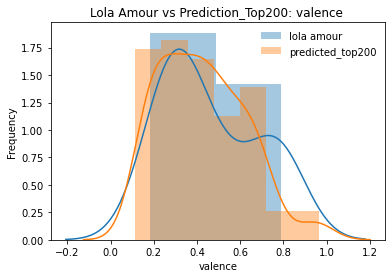 Lola Amour vs Prediction_Top200: valence
lola amour
predicted_top200
Frequency
1.75
1.50
1.25
1.00
0.75
0.50
0.25
0.00
−0.2 0.0 0.2 0.4 0.6 0.8 1.0 1.2
valence